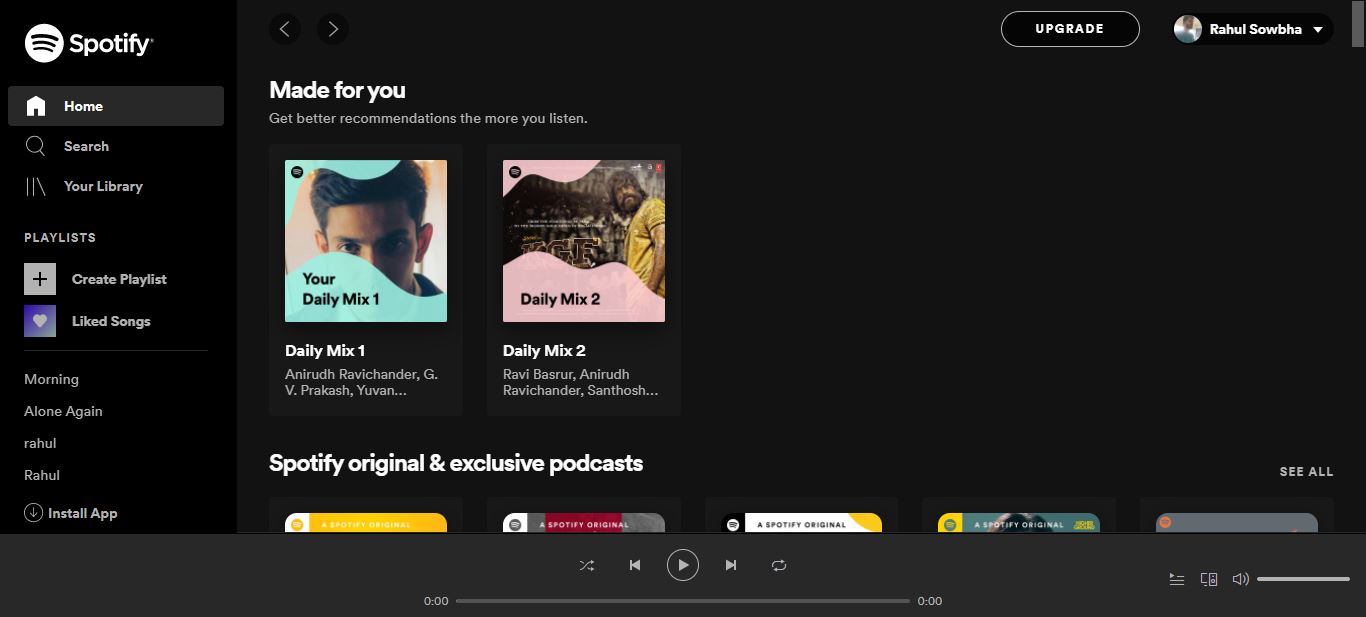 Spotify
Home
Search
Your Library
PLAYLISTS
Create Playlist
Liked Songs
Morning
Alone Again
rahul
Rahul
Install App
UPGRADE
Rahul Sowbha
Made for you
Get better recommendations the more you listen.
Your
Daily Mix 1
Daily Mix 1
Anirudh Ravichander, G.
V. Prakash, Yuvan...
KGF
Daily Mix 2
Daily Mix 2
Ravi Basrur, Anirudh
Ravichander, Santhosh...
Spotify original & exclusive podcasts
SEE ALL
A SPOTIFY ORIGINAL
A SPOTIFY ORIGINAL
A SPOTIFY ORIGINAL
A SPOTIFY ORIGINAL
0:00
0:00